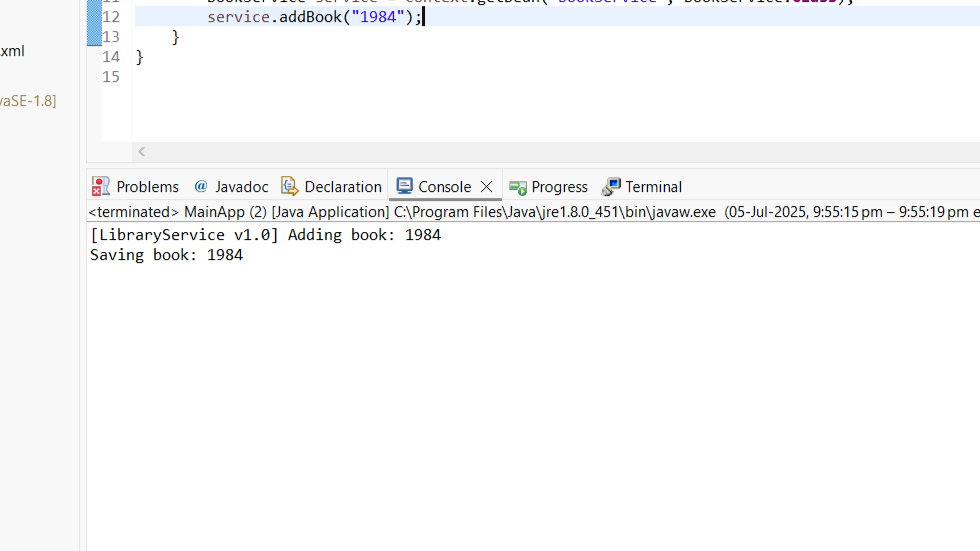 12 service.addBook("1984");
13 }
14 }
15
.xml
vaSE-1.8]
Problems @ Javadoc Declaration Console Progress Terminal
<terminated> MainApp (2) [Java Application] C:\Program Files\Java\jre1.8.0_451\bin\javaw.exe (05-Jul-2025, 9:55:15 pm – 9:55:19 pm e
[LibraryService v1.0] Adding book: 1984
Saving book: 1984